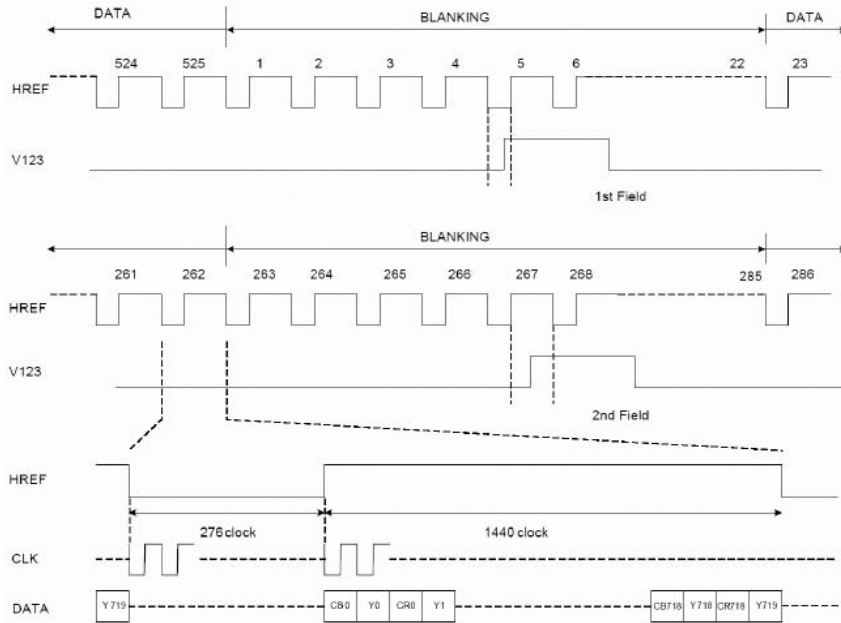 DATA BLANKING DATA
524 525 1 2 3 4 5 6 22 23
HREF
V123
1st Field
BLANKING
261 262 263 264 265 266 267 268 285 286
HREF
V123
2nd Field
HREF
276 clock 1440 clock
CLK
DATA Y719 CB0 Y0 CR0 Y1 CB718 Y718 CR718 Y719